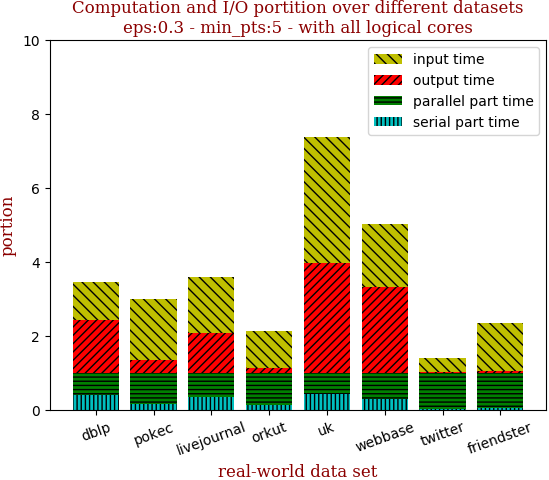 Computation and I/O portition over different datasets
eps:0.3 - min_pts:5 - with all logical cores
10
8
6
4
2
0
portion
input time
output time
parallel part time
serial part time
dblp
pokec
livejournal
orkut
uk
webbase
twitter
friendster
real-world data set